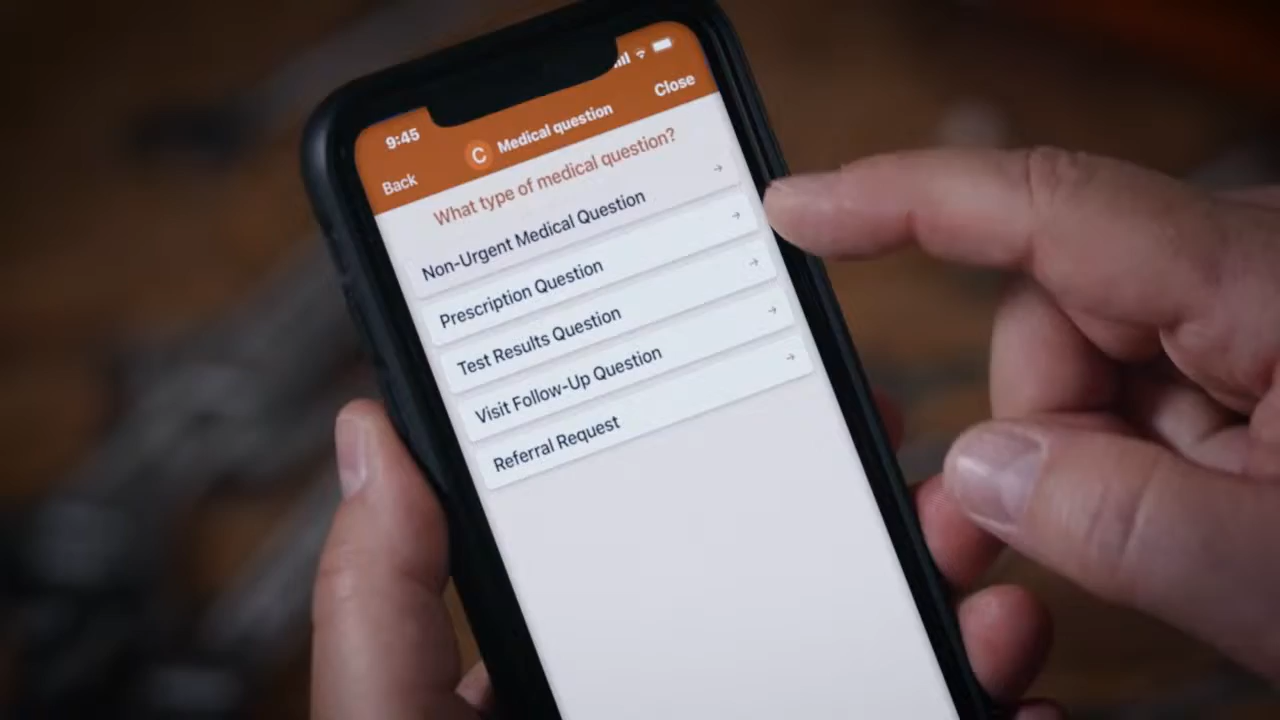 9:45
Back
C Medical question
Close
What type of medical question?
Non-Urgent Medical Question
Prescription Question
Test Results Question
Visit Follow-Up Question
Referral Request